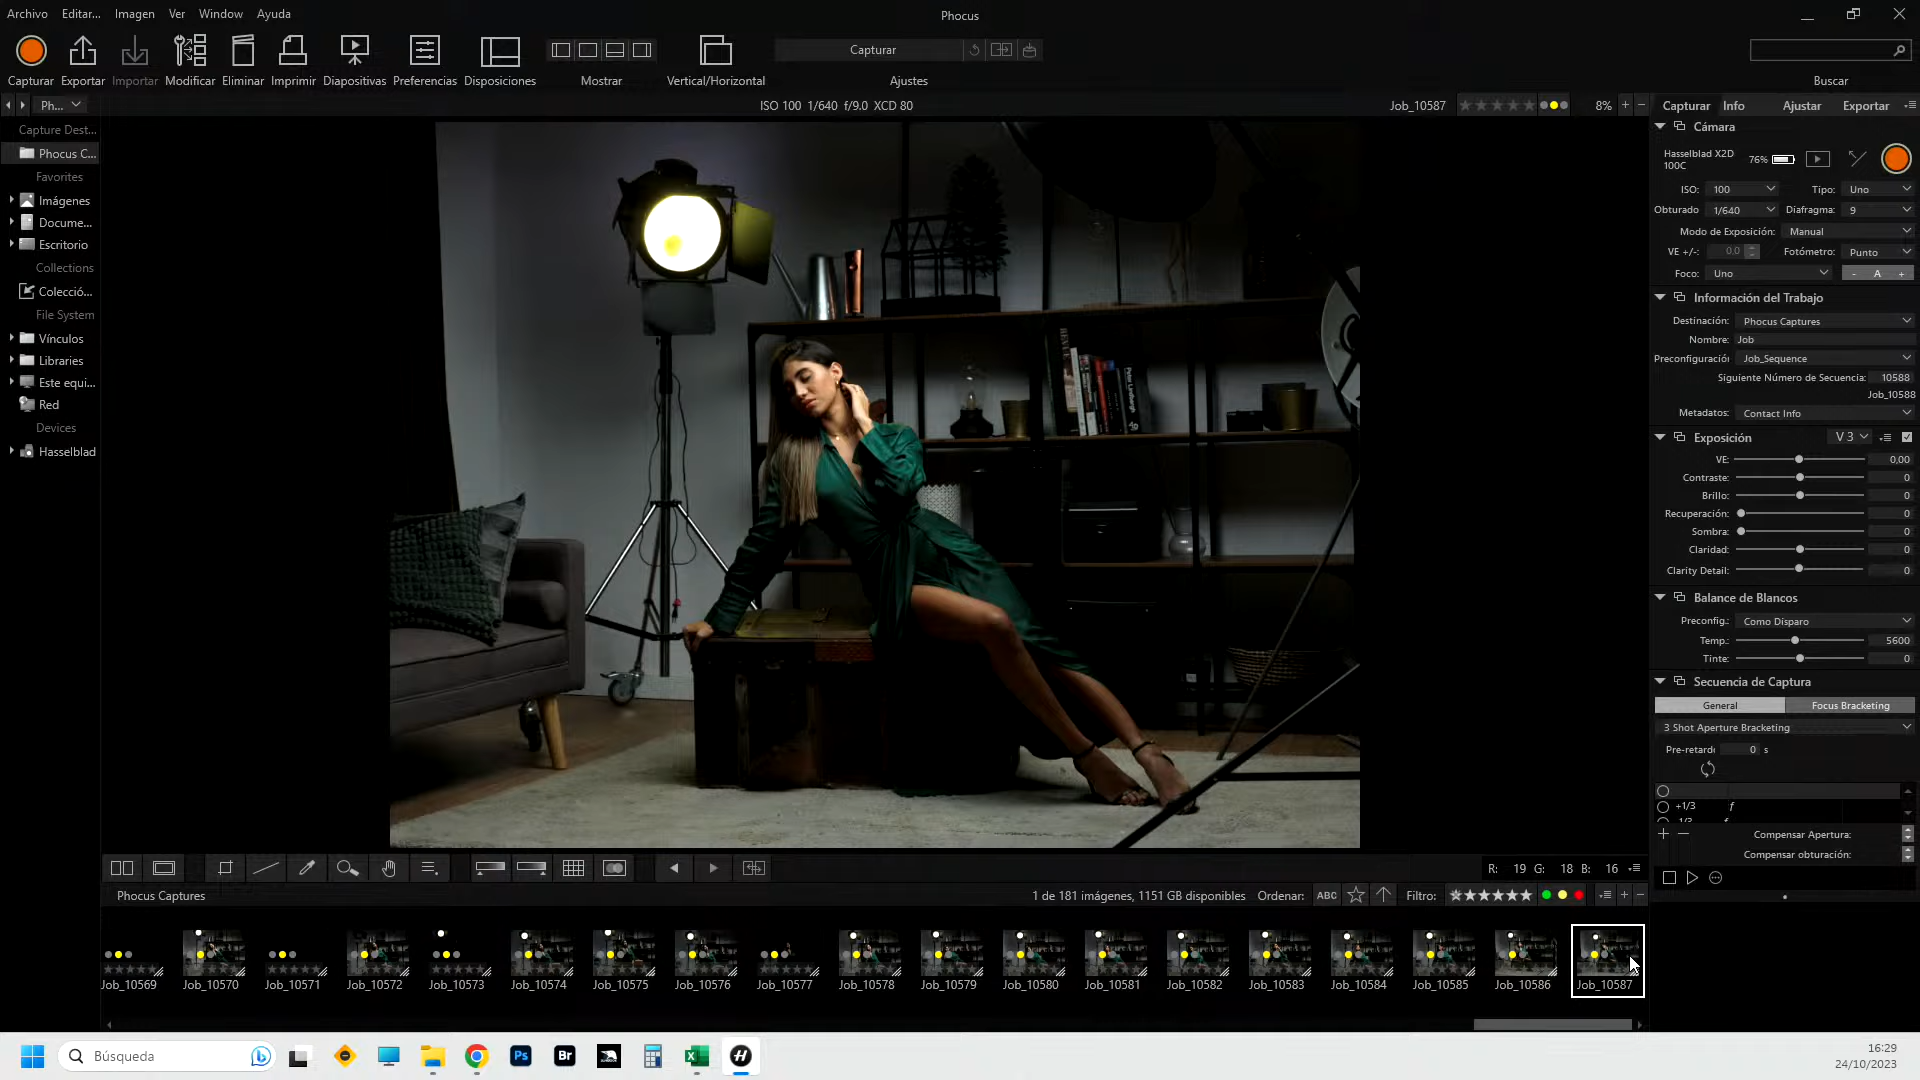 Archivo Editar... Imagen Ver Window Ayuda
Phocus
Capturar Exportar Importar Modificar Eliminar Imprimir Diapositivas Preferencias Disposiciones Mostrar Vertical/Horizontal
Capturar
Ajustes
Buscar
Ph...
ISO 100 1/640 f/9.0 XCD 80
Job_10587
8% + −
Capturar Info Ajustar Exportar
Capture Dest...
Phocus C...
Favorites
Imágenes
Docume...
Escritorio
Collections
Colecció...
File System
Vínculos
Libraries
Este equi...
Red
Devices
Hasselblad
Cámara
Hasselblad X2D
100C
76%
ISO: 100 Tipo: Uno
Obturado 1/640 Diafragma: 9
Modo de Exposición: Manual
VE +/-: 0,0 Fotómetro: Punto
Foco: Uno - A +
Información del Trabajo
Destinación: Phocus Captures
Nombre: Job
Preconfiguració Job_Sequence
Siguiente Número de Secuencia: 10588
Job_10588
Metadatos: Contact Info
Exposición V 3
VE: 0,00
Contraste: 0
Brillo: 0
Recuperación: 0
Sombra: 0
Claridad: 0
Clarity Detail: 0
Balance de Blancos
Preconfig.: Como Disparo
Temp.: 5600
Tinte: 0
Secuencia de Captura
General Focus Bracketing
3 Shot Aperture Bracketing
Pre-retard 0 s
+1/3 f
Compensar Apertura:
Compensar obturación:
Peter Lindbergh
R: 19 G: 18 B: 16
Phocus Captures
1 de 181 imágenes, 1151 GB disponibles Ordenar: ABC Filtro:
Job_10569 Job_10570 Job_10571 Job_10572 Job_10573 Job_10574 Job_10575 Job_10576 Job_10577 Job_10578 Job_10579 Job_10580 Job_10581 Job_10582 Job_10583 Job_10584 Job_10585 Job_10586 Job_10587
Búsqueda
Ps
Br
16:29
24/10/2023